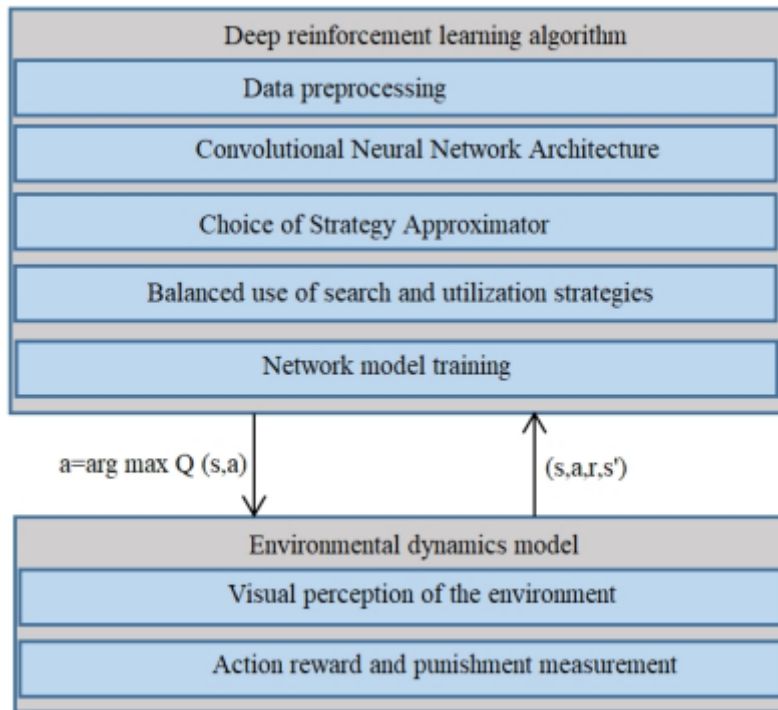 Deep reinforcement learning algorithm
Data preprocessing
Convolutional Neural Network Architecture
Choice of Strategy Approximator
Balanced use of search and utilization strategies
Network model training
a=arg max Q (s,a)
(s,a,r,s')
Environmental dynamics model
Visual perception of the environment
Action reward and punishment measurement